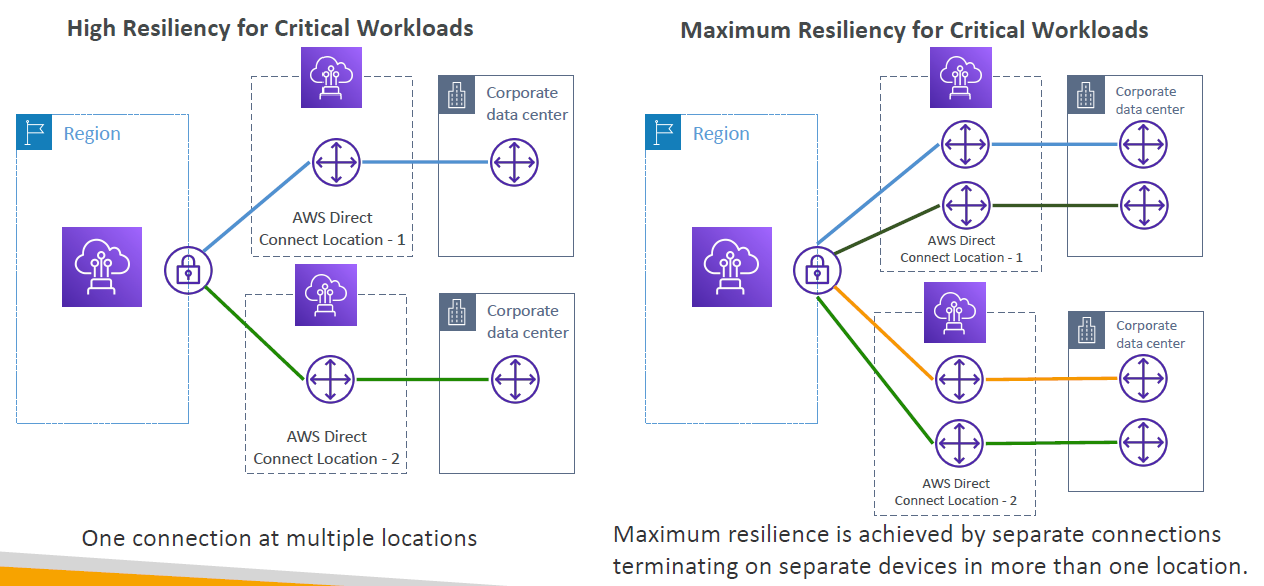 High Resiliency for Critical Workloads
Region
Corporate
data center
AWS Direct
Connect Location - 1
Corporate
data center
AWS Direct
Connect Location - 2
One connection at multiple locations
Maximum Resiliency for Critical Workloads
Region
Corporate
data center
AWS Direct
Connect Location - 1
Corporate
data center
AWS Direct
Connect Location - 2
Maximum resilience is achieved by separate connections
terminating on separate devices in more than one location.